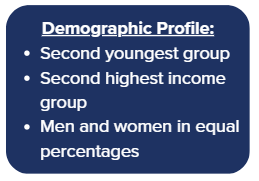 Demographic Profile:
• Second youngest group
• Second highest income
group
• Men and women in equal
percentages